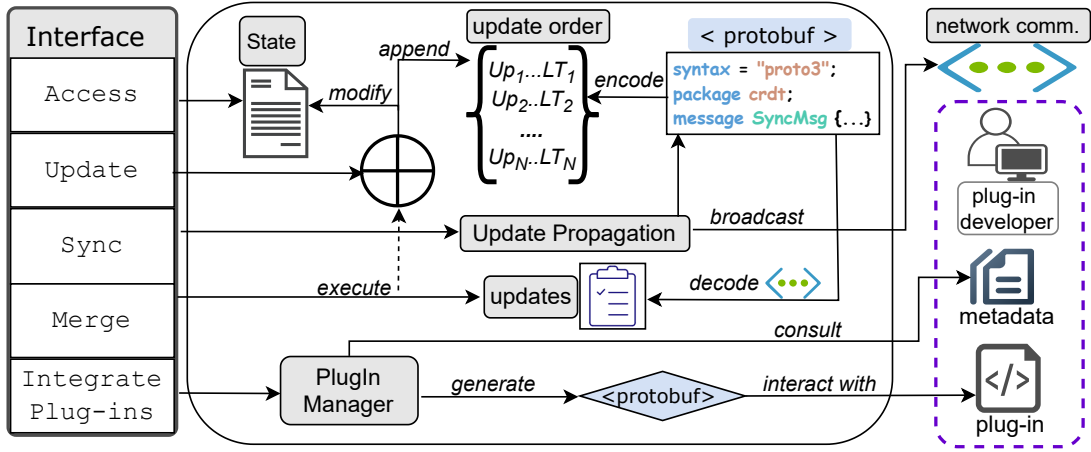 Interface
Access
Update
Sync
Merge
Integrate
Plug-ins
State
append
modify
update order
Up1...LT1
Up2..LT2
....
UpN..LTN
encode
< protobuf >
syntax = "proto3";
package crdt;
message SyncMsg {...}
network comm.
plug-in
developer
Update Propagation
broadcast
execute
updates
decode
metadata
consult
PlugIn
Manager
generate
<protobuf>
interact with
</>
plug-in